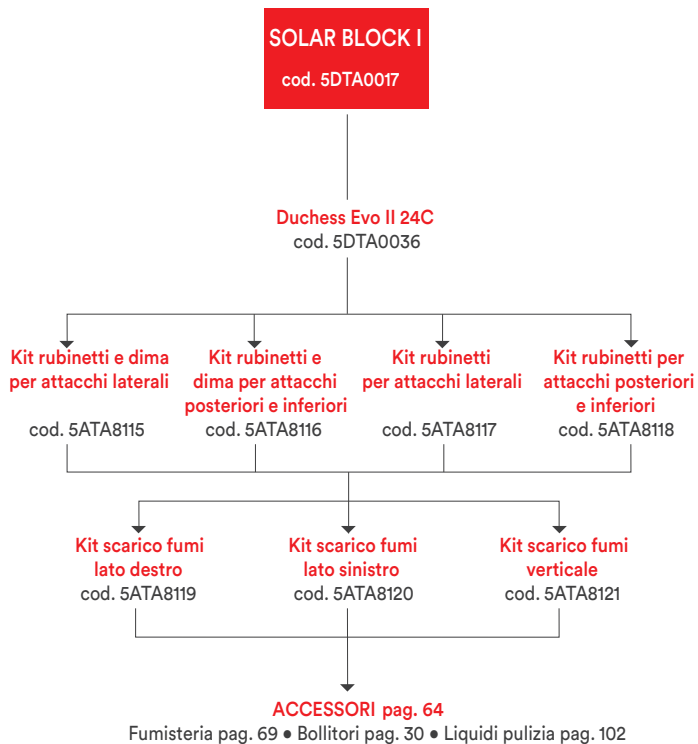 SOLAR BLOCK I
cod. 5DTA0017
Duchess Evo II 24C
cod. 5DTA0036
Kit rubinetti e dima
per attacchi laterali
cod. 5ATA8115
Kit rubinetti e
dima per attacchi
posteriori e inferiori
cod. 5ATA8116
Kit rubinetti
per attacchi laterali
cod. 5ATA8117
Kit rubinetti per
attacchi posteriori
e inferiori
cod. 5ATA8118
Kit scarico fumi
lato destro
cod. 5ATA8119
Kit scarico fumi
lato sinistro
cod. 5ATA8120
Kit scarico fumi
verticale
cod. 5ATA8121
ACCESSORI pag. 64
Fumisteria pag. 69 ● Bollitori pag. 30 ● Liquidi pulizia pag. 102